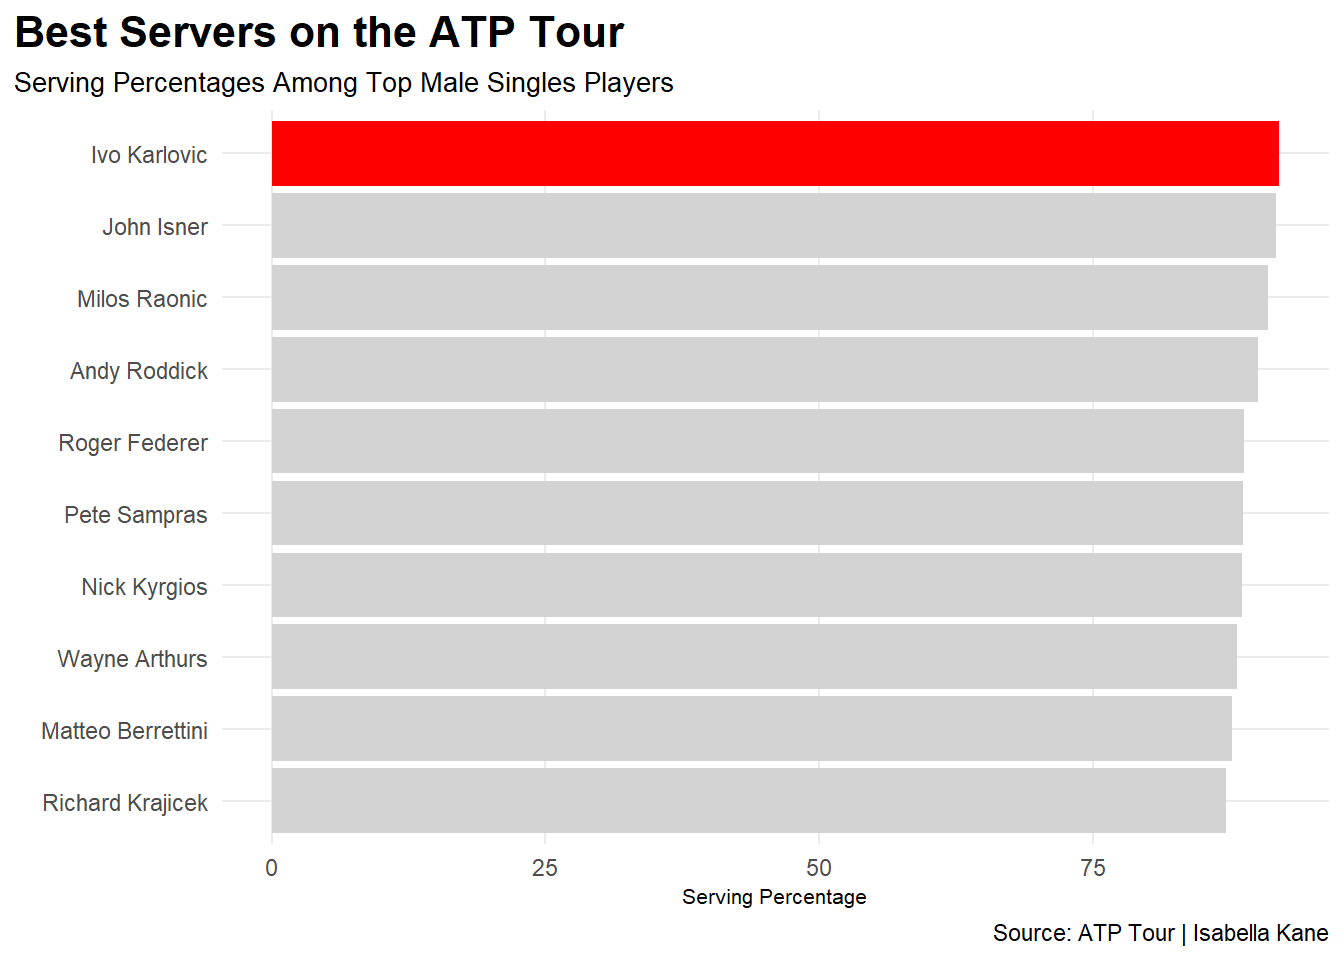 Best Servers on the ATP Tour
Serving Percentages Among Top Male Singles Players
Ivo Karlovic
John Isner
Milos Raonic
Andy Roddick
Roger Federer
Pete Sampras
Nick Kyrgios
Wayne Arthurs
Matteo Berrettini
Richard Krajicek
0 25 50 75
Serving Percentage
Source: ATP Tour | Isabella Kane